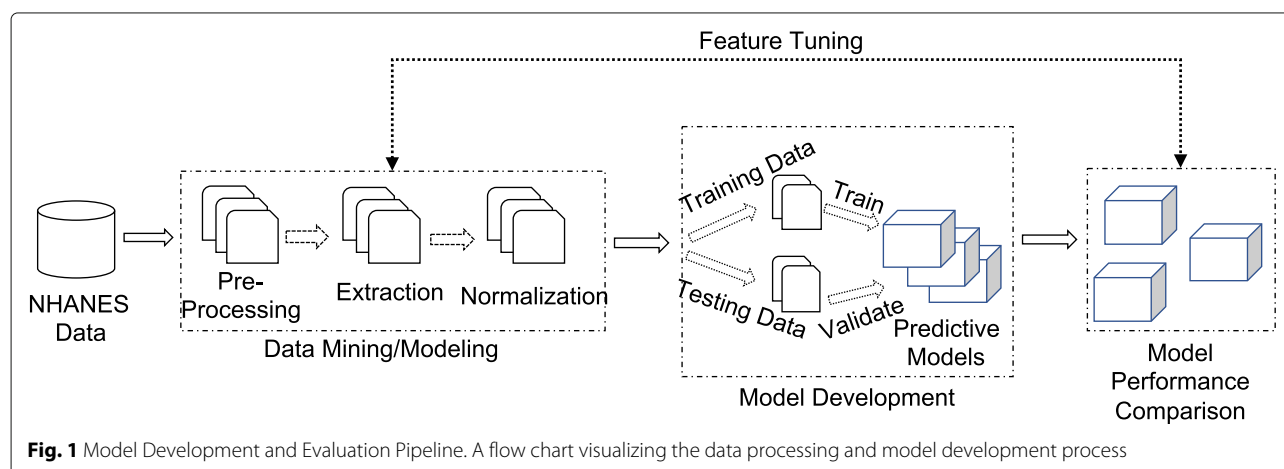 Feature Tuning
Training Data
Train
Testing Data
Validate
NHANES
Data
Pre-
Processing
Extraction
Normalization
Data Mining/Modeling
Predictive
Models
Model Development
Model
Performance
Comparison
Fig. 1 Model Development and Evaluation Pipeline. A flow chart visualizing the data processing and model development process